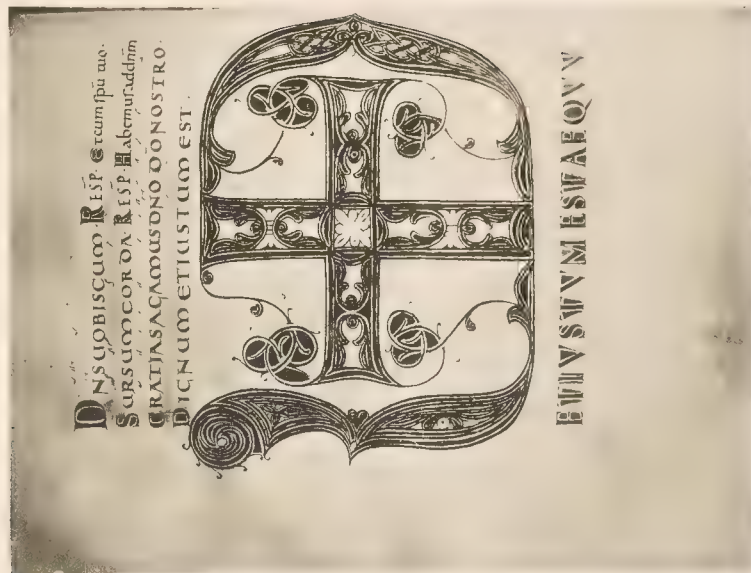 DNS UOBISCUM. RESP. Et cum spū tuo.
SURSUM CORDA RESP. Habemus ad dnm
GRATIAS AGAMUS DNO DO NOSTRO.
DIGNUM ET IUSTUM EST.
ET IVSTVM EST AEQVV